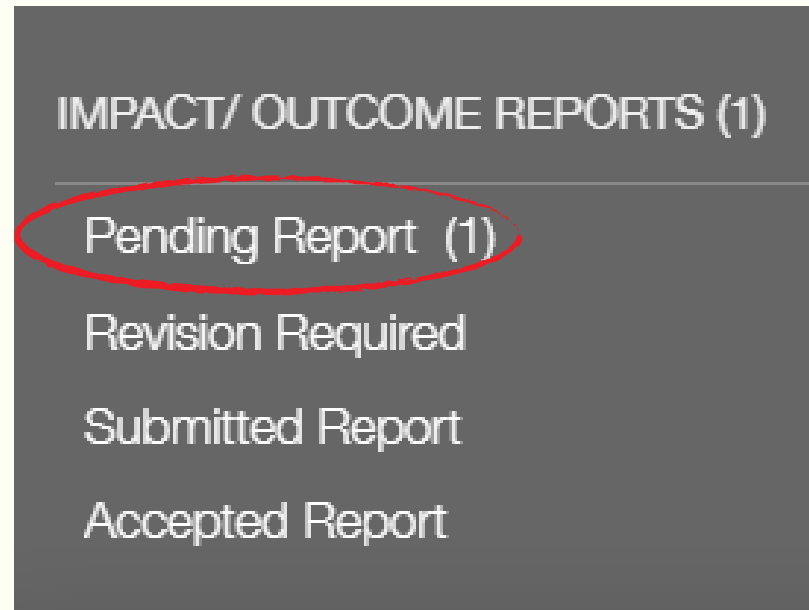 IMPACT/ OUTCOME REPORTS (1)
Pending Report (1)
Revision Required
Submitted Report
Accepted Report